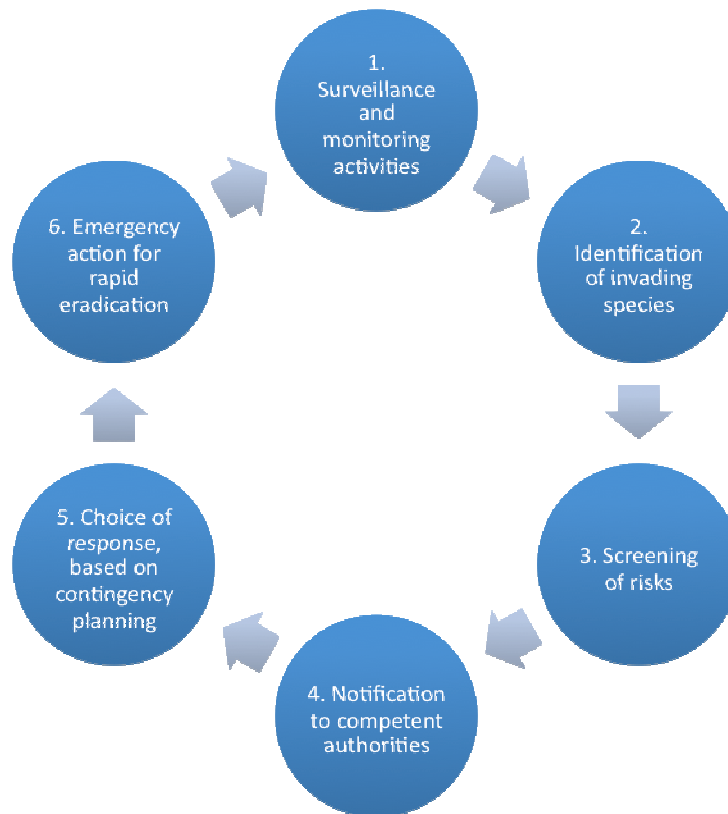 1.
Surveillance
and
monitoring
activities
2.
Identification
of invading
species
3. Screening
of risks
4. Notification
to competent
authorities
5. Choice of
response,
based on
contingency
planning
6. Emergency
action for
rapid
eradication